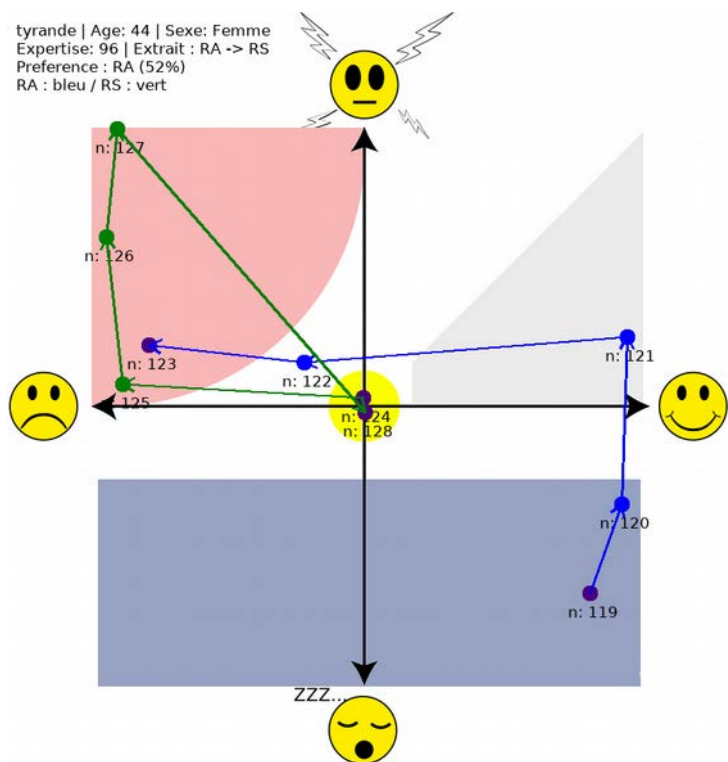 tyrande | Age: 44 | Sexe: Femme
Expertise: 96 | Extrait : RA -> RS
Preference : RA (52%)
RA : bleu / RS : vert
n: 127
n: 126
n: 123
n: 122
n: 121
n: 125
n: 124
n: 128
n: 120
n: 119
ZZZ...